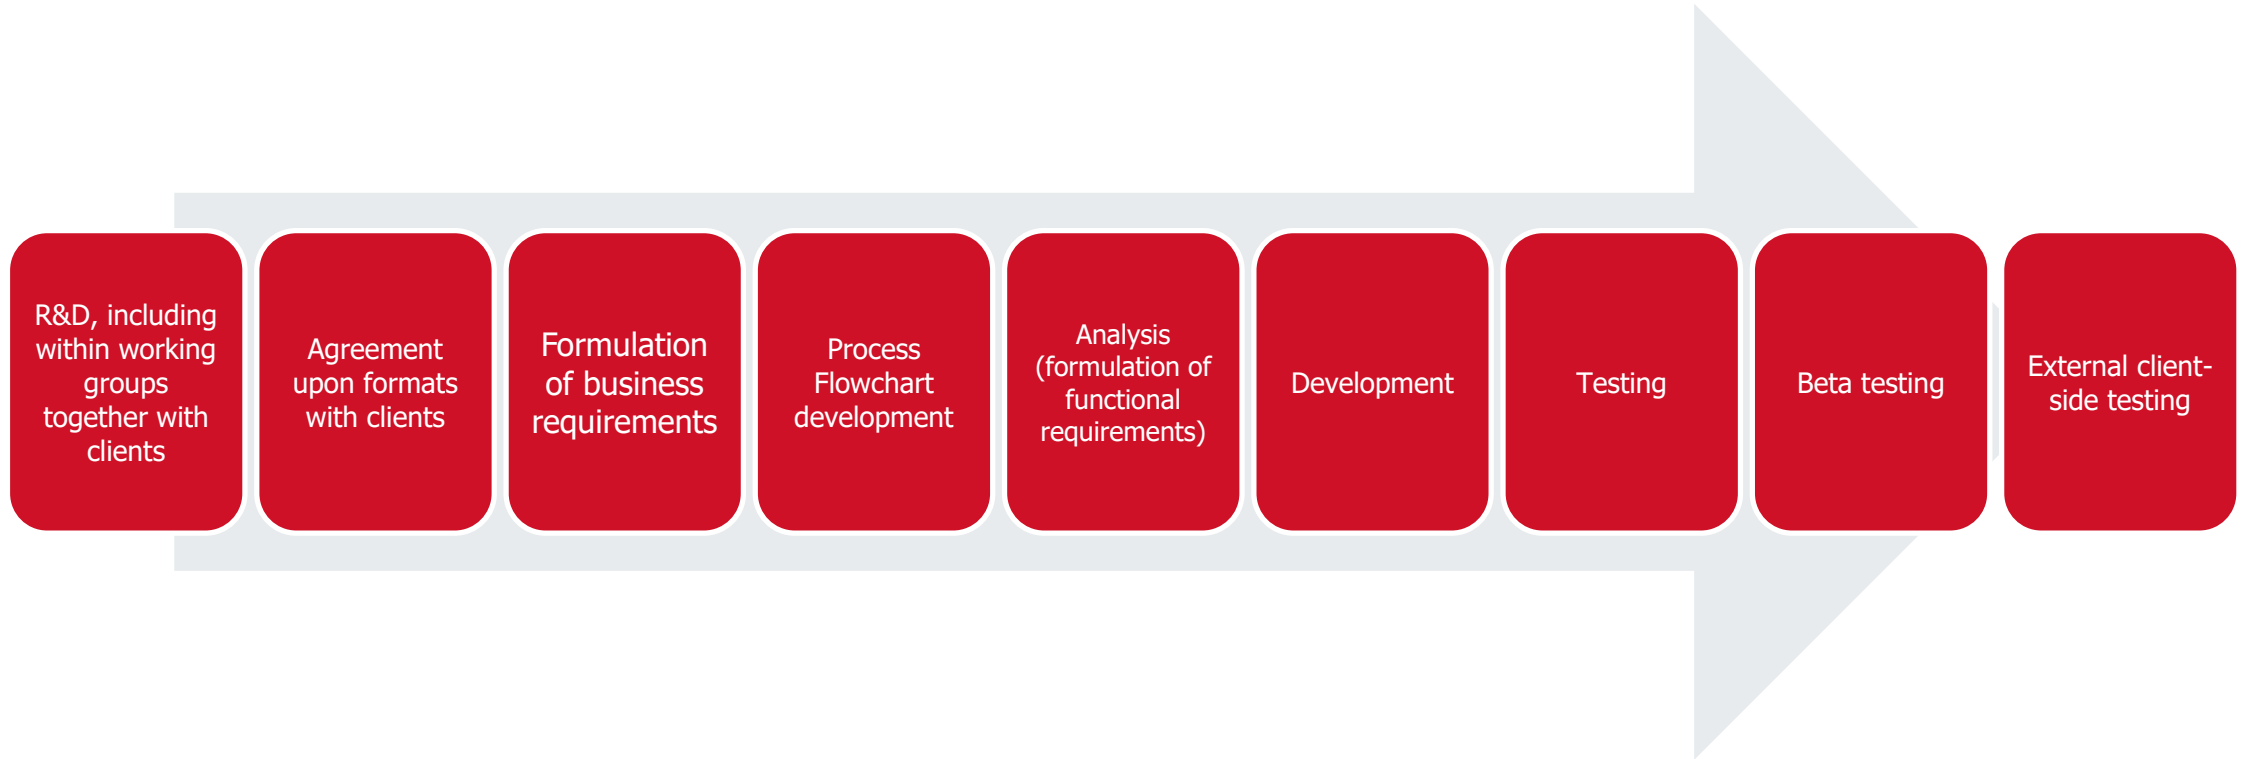 R&D, including
within working
groups
together with
clients
Agreement
upon formats
with clients
Formulation
of business
requirements
Process
Flowchart
development
Analysis
(formulation of
functional
requirements)
Development
Testing
Beta testing
External client-
side testing